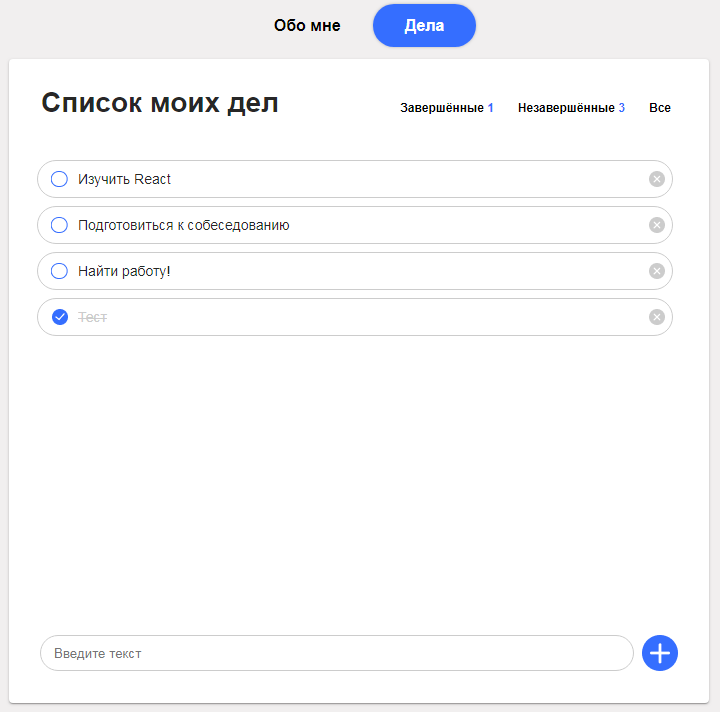 Обо мне Дела
Список моих дел Завершённые 1 Незавершённые 3 Все
Изучить React
Подготовиться к собеседованию
Найти работу!
Тест
Введите текст